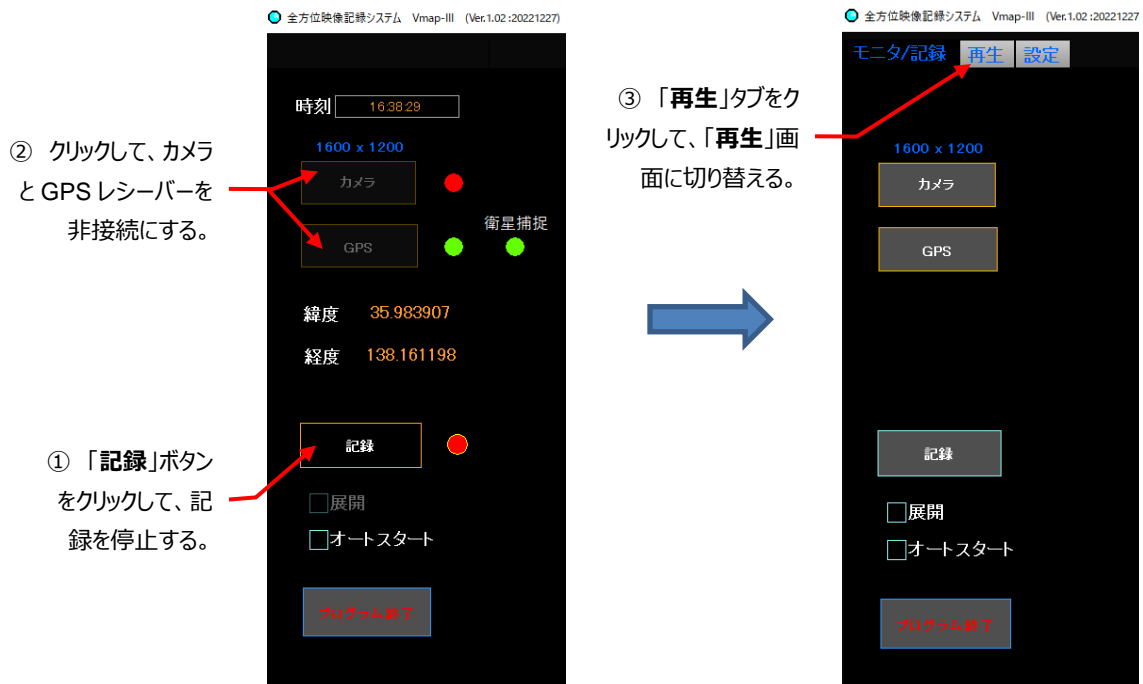 全方位映像記録システム Vmap-III (Ver.1.02 :20221227)
時刻 16:38:29
1600 x 1200
カメラ
衛星捕捉
GPS
緯度 35.983907
経度 138.161198
記録
展開
オートスタート
プログラム終了
② クリックして、カメラ
と GPS レシーバーを
非接続にする。
① 「記録」ボタン
をクリックして、記
録を停止する。
③ 「再生」タブをク
リックして、「再生」画
面に切り替える。
全方位映像記録システム Vmap-III (Ver.1.02 :20221227
モニタ/記録 再生 設定
1600 x 1200
カメラ
GPS
記録
展開
オートスタート
プログラム終了